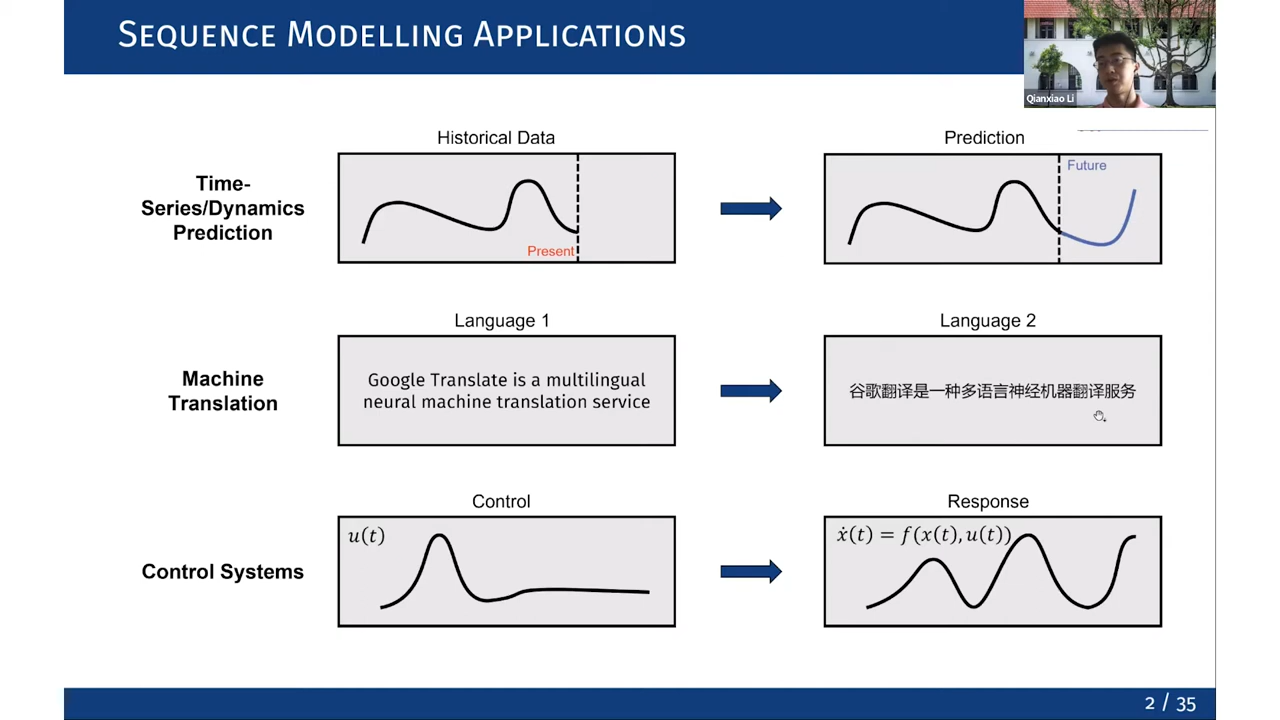 SEQUENCE MODELLING APPLICATIONS
Qianxiao Li
Time-
Series/Dynamics
Prediction
Historical Data
Present
Prediction
Future
Machine
Translation
Language 1
Google Translate is a multilingual
neural machine translation service
Language 2
谷歌翻译是一种多语言神经机器翻译服务
Control Systems
Control
u(t)
Response
ẋ(t) = f(x(t), u(t))
2 / 35